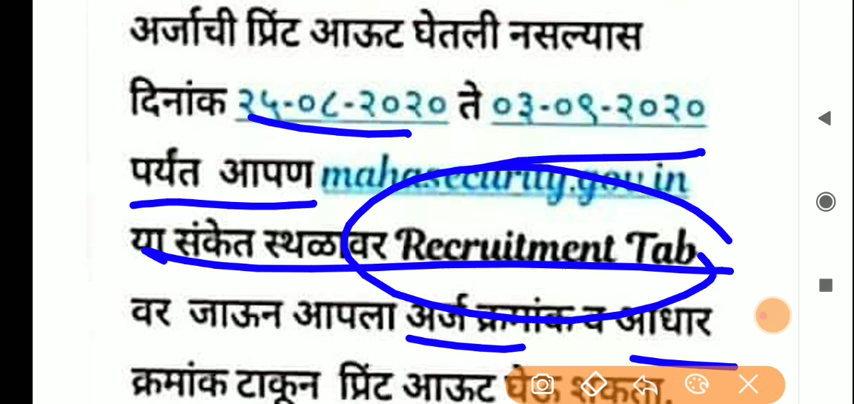 अर्जाची प्रिंट आऊट घेतली नसल्यास
दिनांक २५-०८-२०२० ते ०३-०९-२०२०
पर्यंत आपण mahasecurity.gov.in
या संकेत स्थळावर Recruitment Tab
वर जाऊन आपला अर्ज क्रमांक व आधार
क्रमांक टाकून प्रिंट आऊट घेऊ शकता.